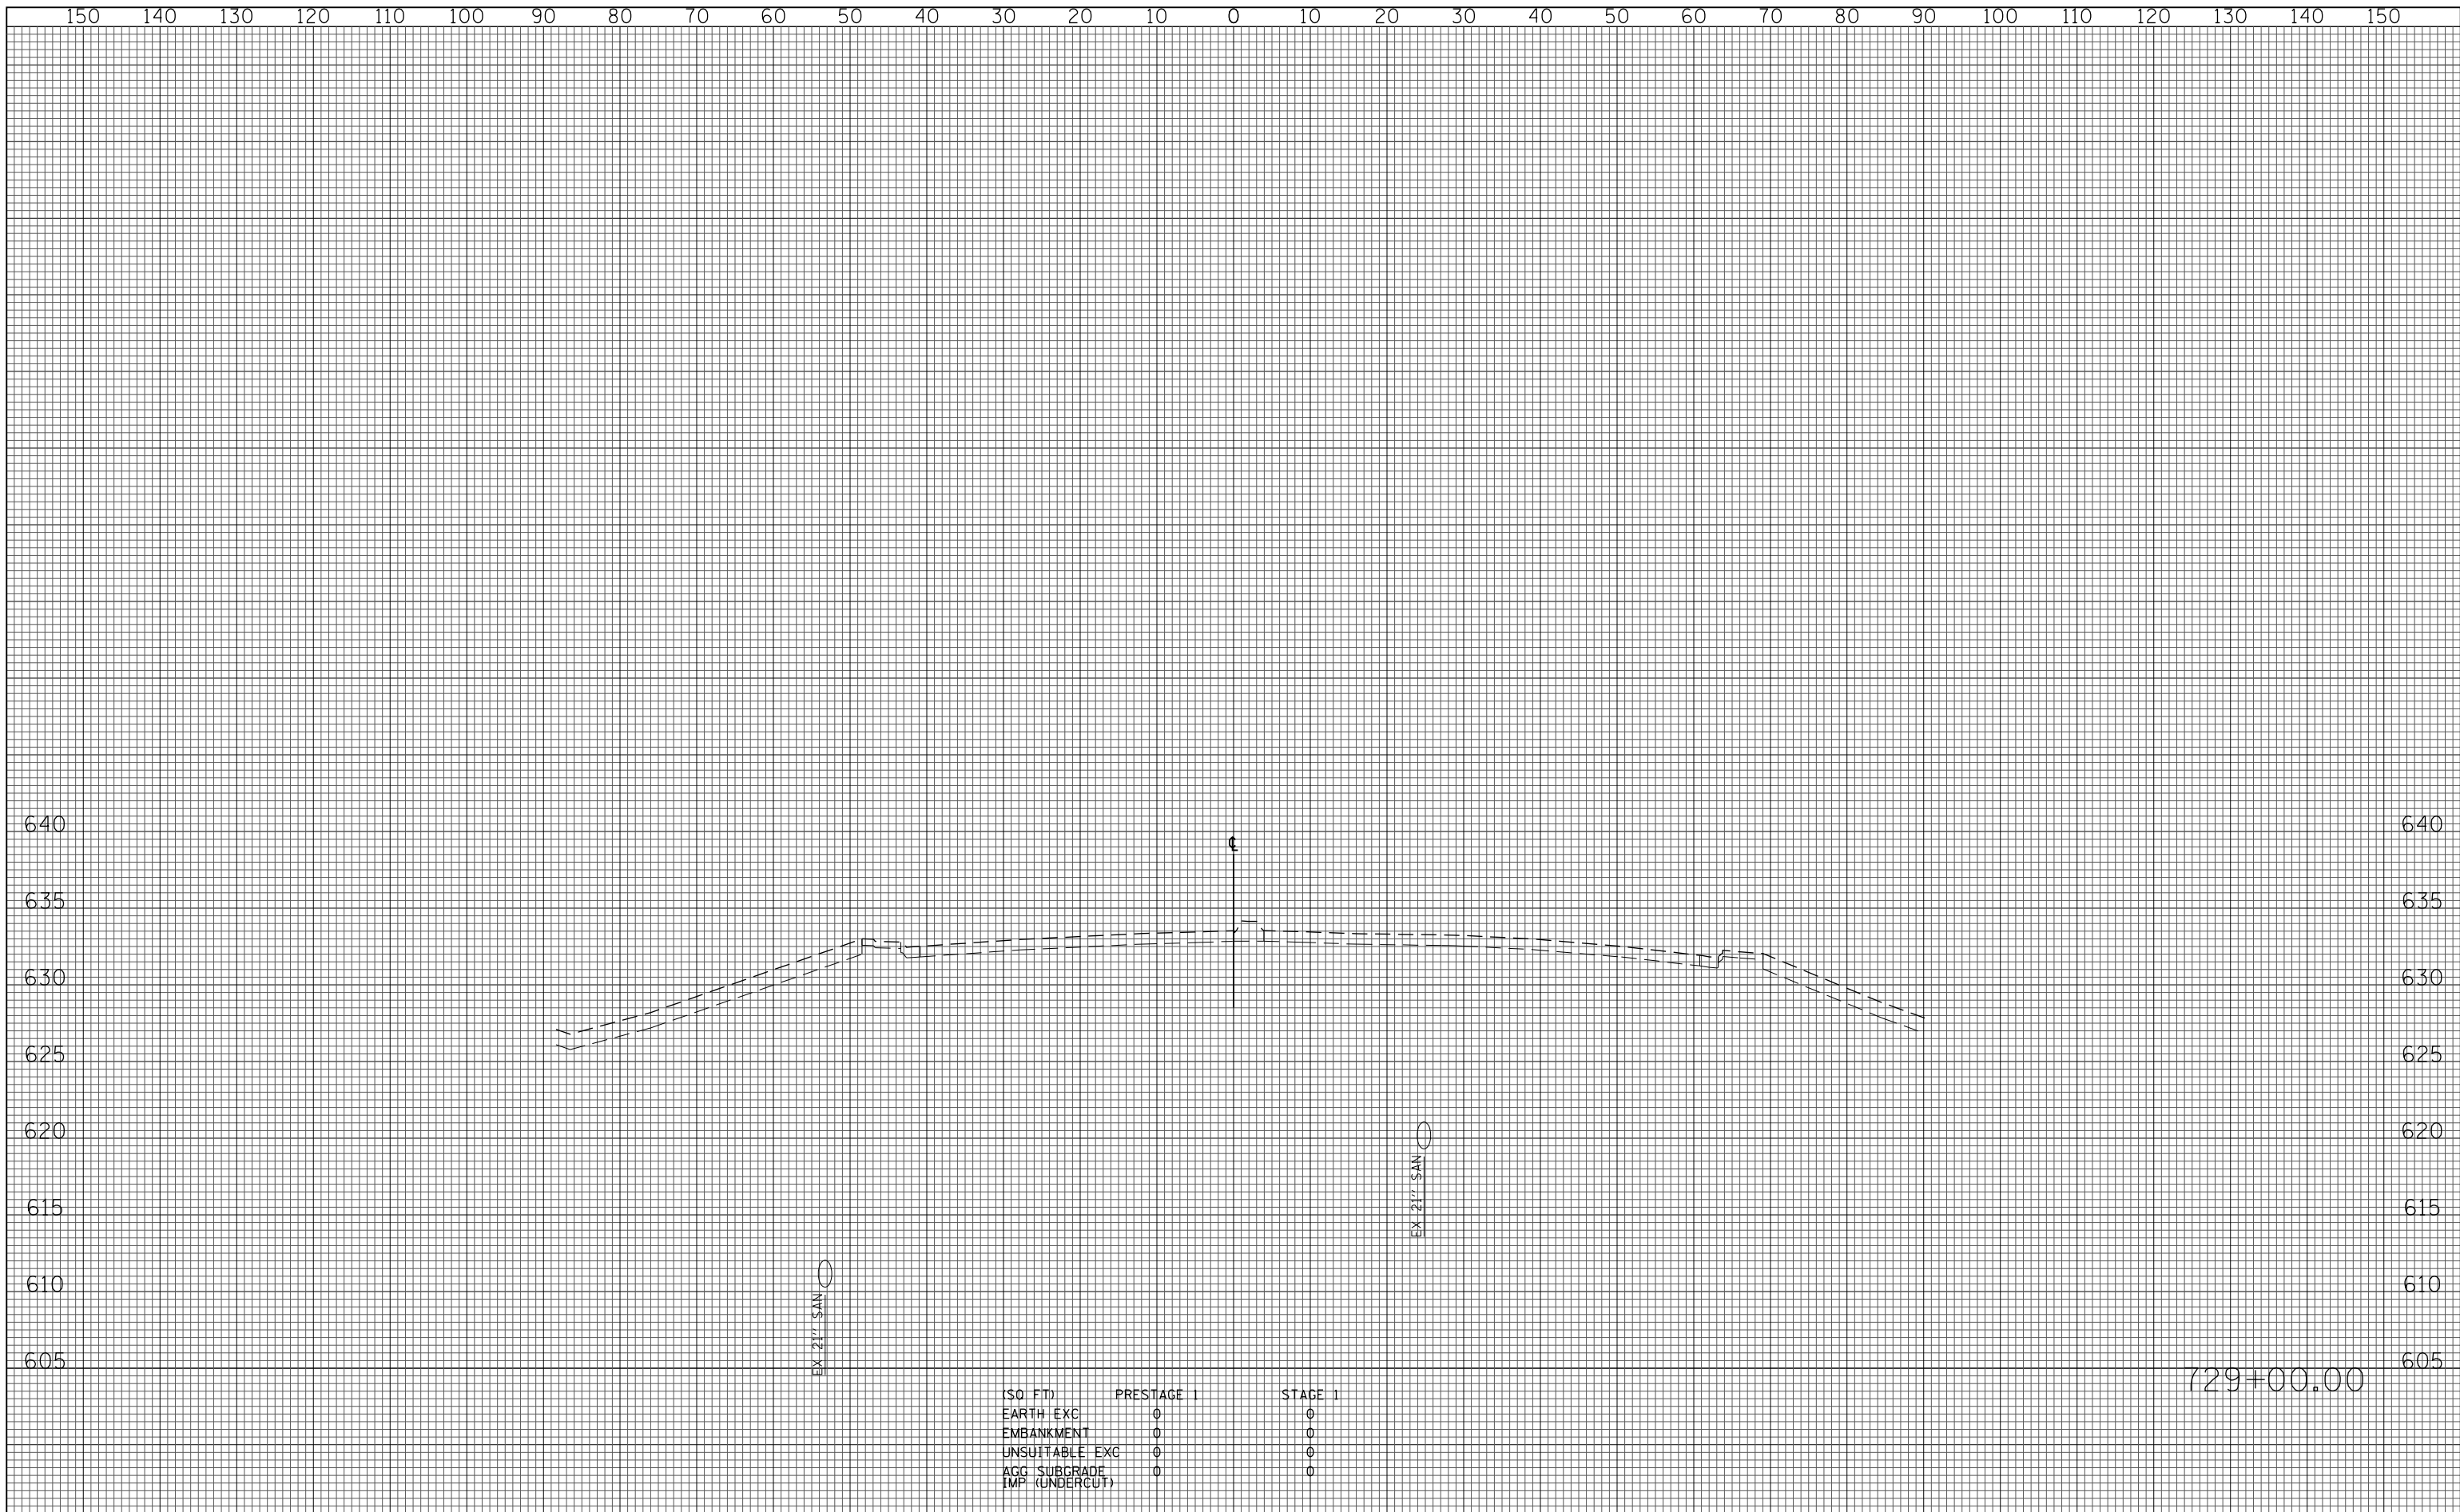 150 140 130 120 110 100 90 80 70 60 50 40 30 20 10 0 10 20 30 40 50 60 70 80 90 100 110 120 130 140 150
640 640
℄
635 635
630 630
625 625
620 620
EX 21" SAN
615 615
610 610
EX 21" SAN
605 605
729+00.00
(SQ FT) PRESTAGE 1 STAGE 1
EARTH EXC 0 0
EMBANKMENT 0 0
UNSUITABLE EXC 0 0
AGG SUBGRADE 0 0
IMP (UNDERCUT)